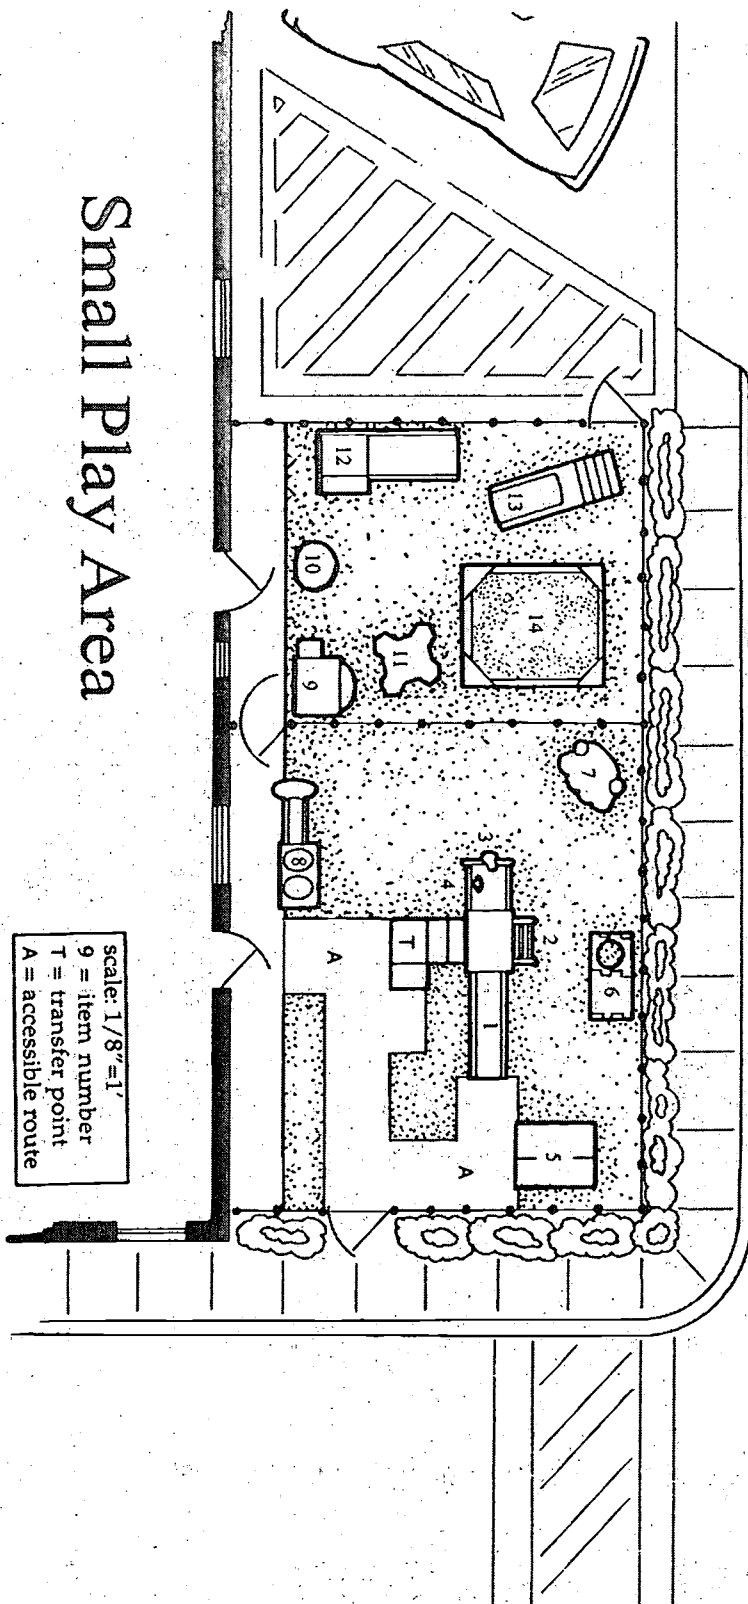 Small Play Area
12
13
10
14
11
9
7
8
3
4
2
T
6
1
A
5
A
scale: 1/8"=1'
9 = item number
T = transfer point
A = accessible route